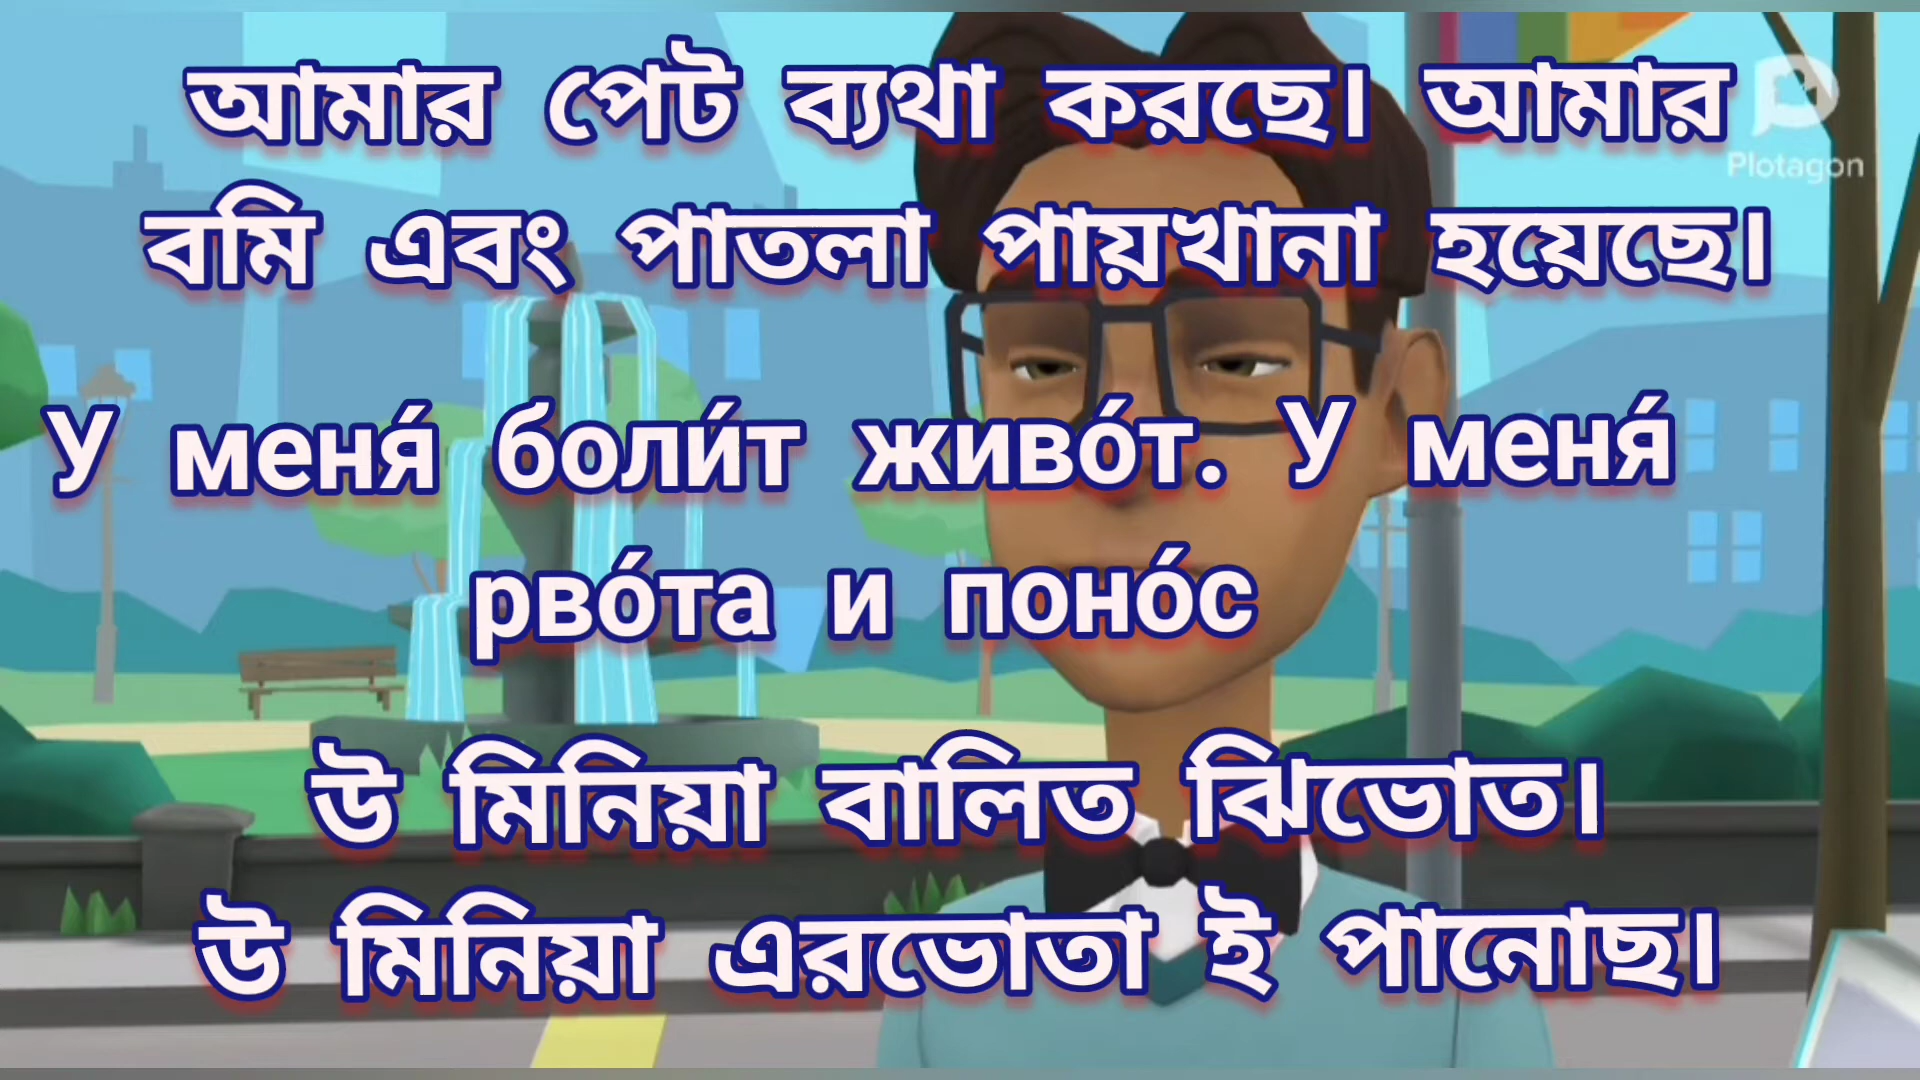 আমার পেট ব্যথা করছে। আমার
Plotagon
বমি এবং পাতলা পায়খানা হয়েছে।
У меня́ боли́т живо́т. У меня́
рво́та и поно́с
উ মিনিয়া বালিত ঝিভোত।
উ মিনিয়া এরভোতা ই পানোছ।